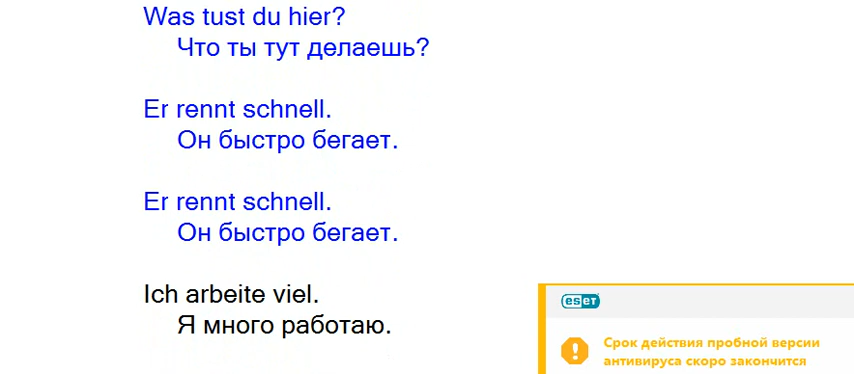 Was tust du hier?
Что ты тут делаешь?
Er rennt schnell.
Он быстро бегает.
Er rennt schnell.
Он быстро бегает.
Ich arbeite viel.
Я много работаю.
eset
Срок действия пробной версии
антивируса скоро закончится